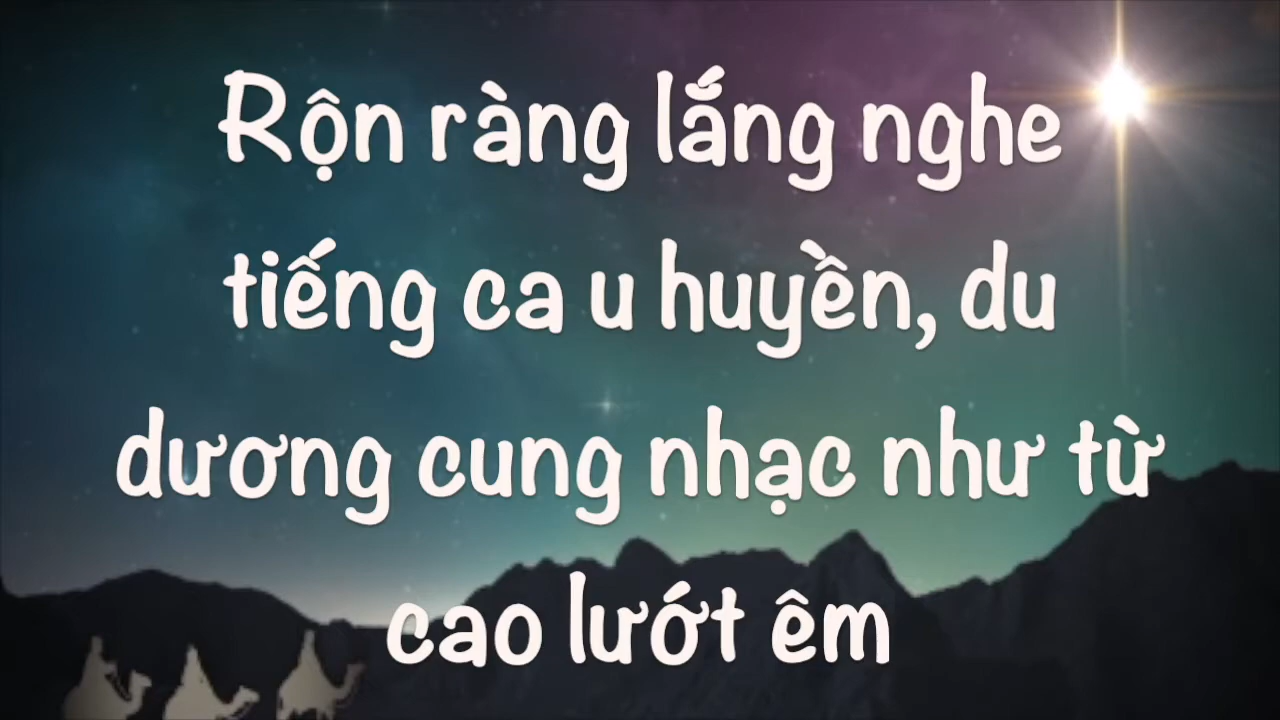 Rộn ràng lắng nghe
tiếng ca u huyền, du
dương cung nhạc như từ
cao lướt êm